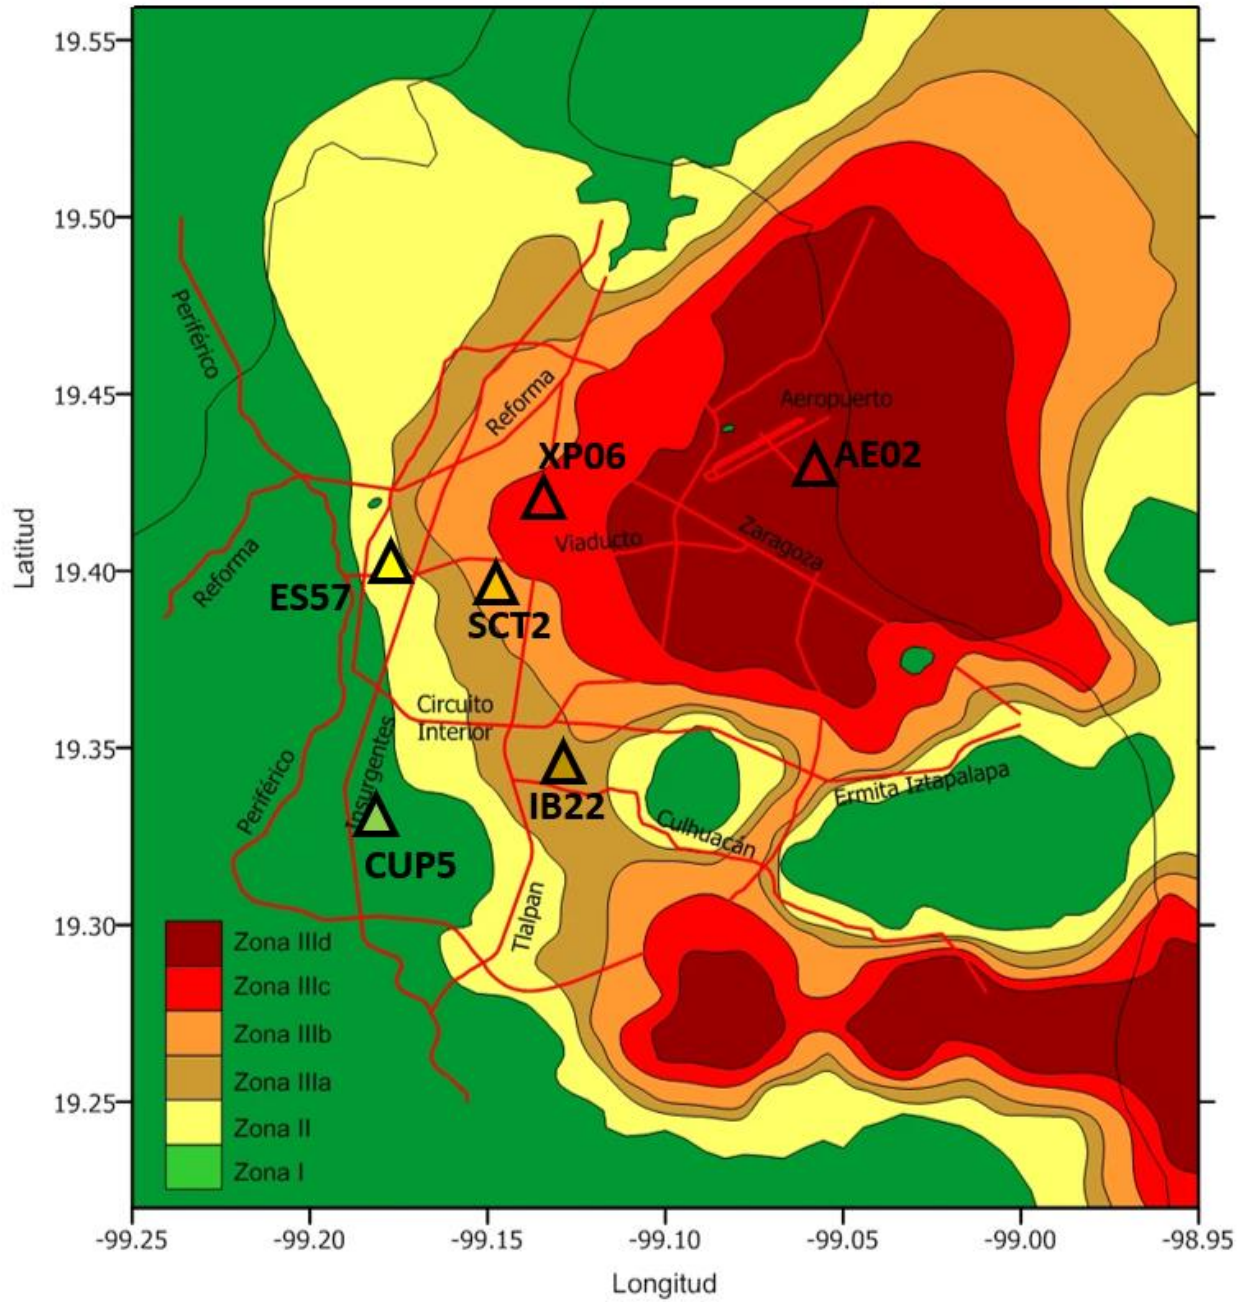 19.55
19.50
19.45
19.40
19.35
19.30
19.25
Latitud
Periférico
Reforma
Aeropuerto
XP06
AE02
Viaducto
Zaragoza
Reforma
ES57
SCT2
Circuito
Interior
Insurgentes
Periférico
IB22
Ermita Iztapalapa
Culhuacán
CUP5
Tlalpan
Zona IIId
Zona IIIc
Zona IIIb
Zona IIIa
Zona II
Zona I
-99.25
-99.20
-99.15
-99.10
-99.05
-99.00
-98.95
Longitud